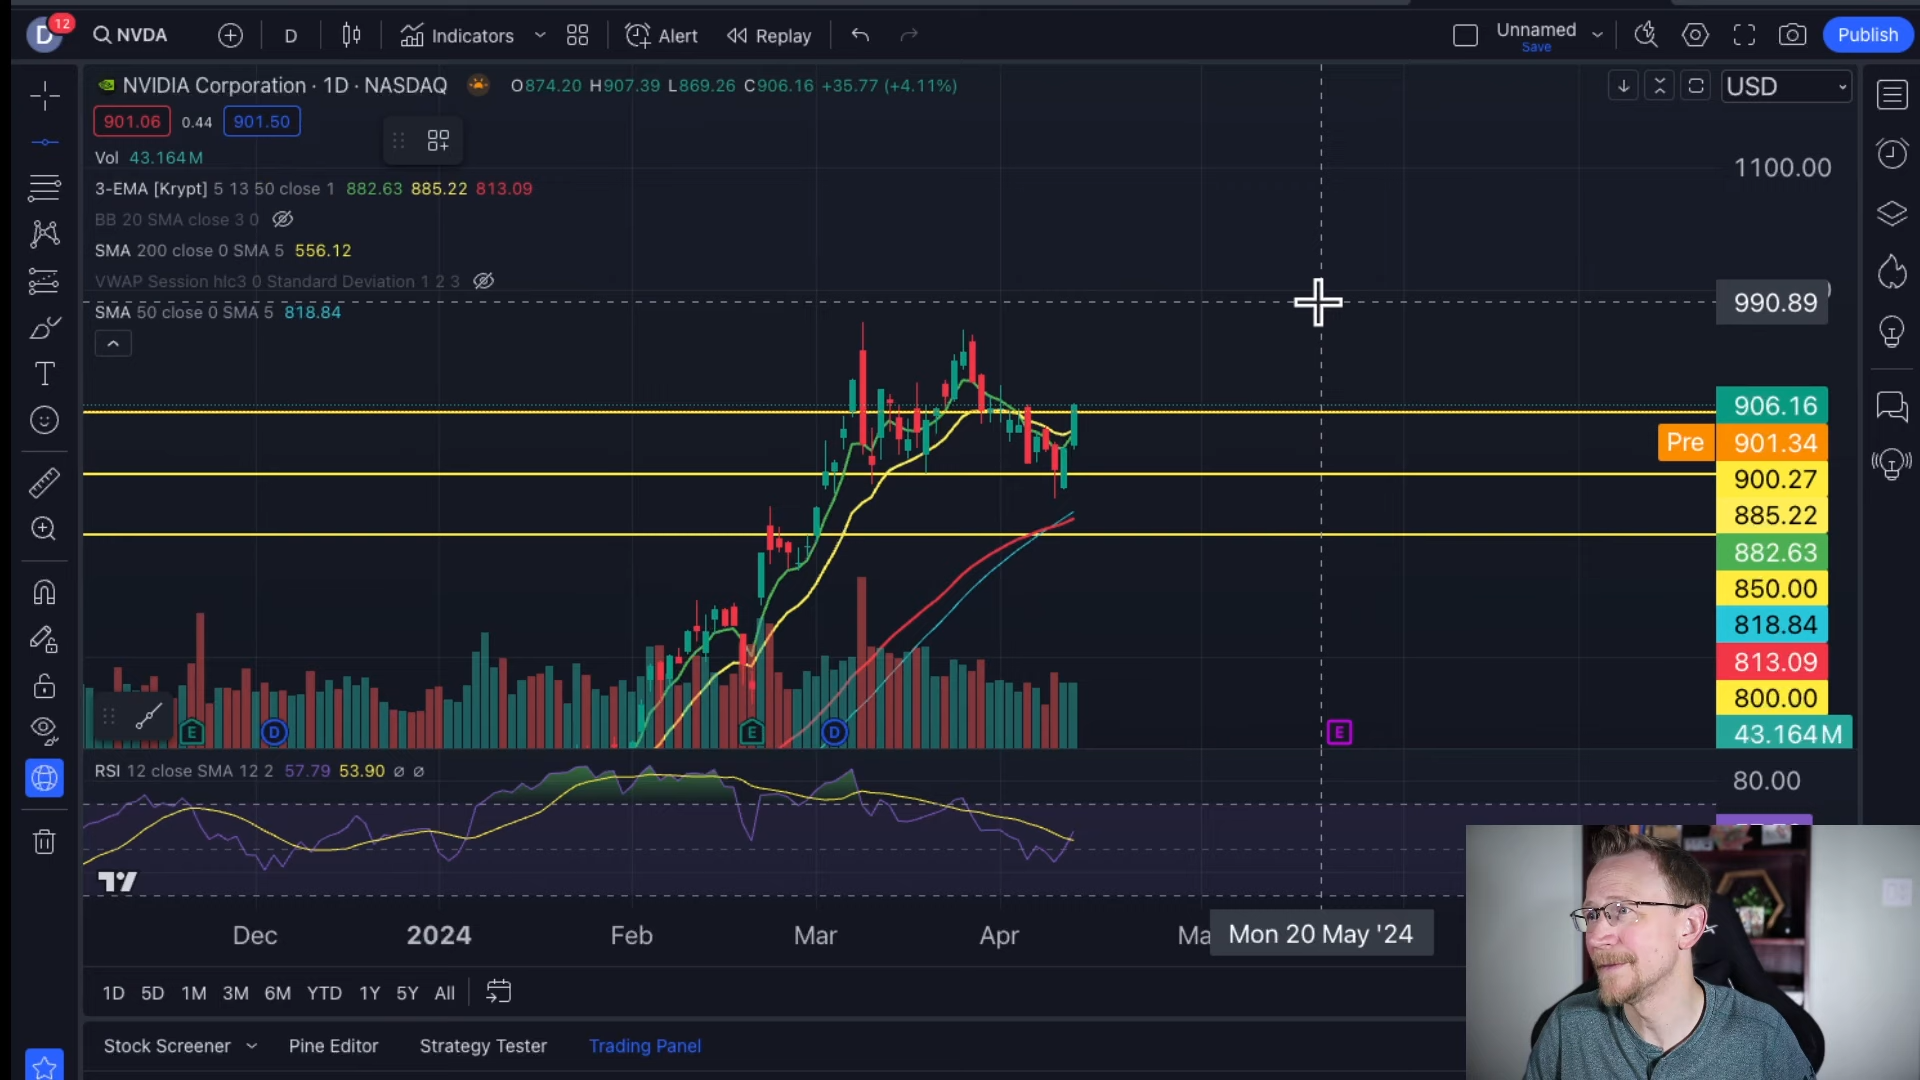 D 12 NVDA D Indicators Alert Replay Unnamed Save Publish
NVIDIA Corporation · 1D · NASDAQ O874.20 H907.39 L869.26 C906.16 +35.77 (+4.11%) USD
901.06 0.44 901.50
Vol 43.164M
1100.00
3-EMA [Krypt] 5 13 50 close 1 882.63 885.22 813.09
BB 20 SMA close 3 0
SMA 200 close 0 SMA 5 556.12
VWAP Session hlc3 0 Standard Deviation 1 2 3
990.89
SMA 50 close 0 SMA 5 818.84
906.16
Pre 901.34
900.27
885.22
882.63
850.00
818.84
813.09
800.00
E D E D E 43.164M
RSI 12 close SMA 12 2 57.79 53.90 ∅ ∅
80.00
Dec 2024 Feb Mar Apr Ma Mon 20 May '24
1D 5D 1M 3M 6M YTD 1Y 5Y All
Stock Screener Pine Editor Strategy Tester Trading Panel